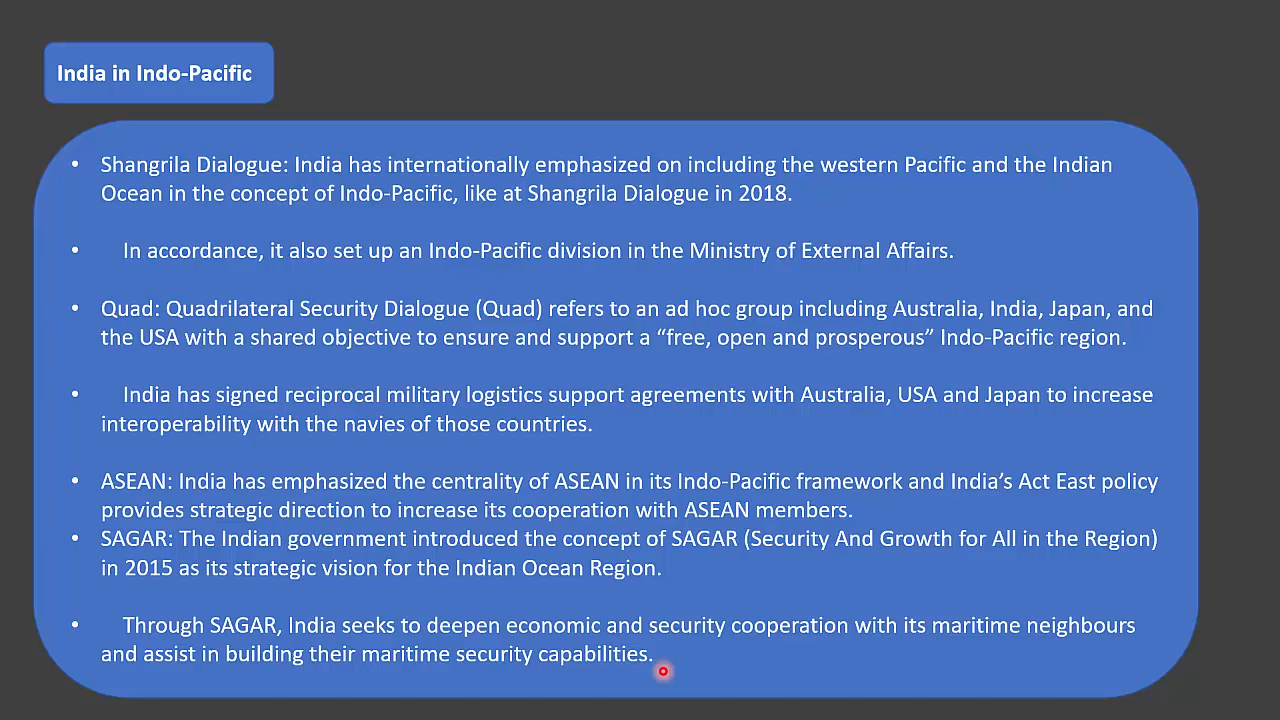 India in Indo-Pacific
• Shangrila Dialogue: India has internationally emphasized on including the western Pacific and the Indian
Ocean in the concept of Indo-Pacific, like at Shangrila Dialogue in 2018.
• In accordance, it also set up an Indo-Pacific division in the Ministry of External Affairs.
• Quad: Quadrilateral Security Dialogue (Quad) refers to an ad hoc group including Australia, India, Japan, and
the USA with a shared objective to ensure and support a “free, open and prosperous” Indo-Pacific region.
• India has signed reciprocal military logistics support agreements with Australia, USA and Japan to increase
interoperability with the navies of those countries.
• ASEAN: India has emphasized the centrality of ASEAN in its Indo-Pacific framework and India’s Act East policy
provides strategic direction to increase its cooperation with ASEAN members.
• SAGAR: The Indian government introduced the concept of SAGAR (Security And Growth for All in the Region)
in 2015 as its strategic vision for the Indian Ocean Region.
• Through SAGAR, India seeks to deepen economic and security cooperation with its maritime neighbours
and assist in building their maritime security capabilities.